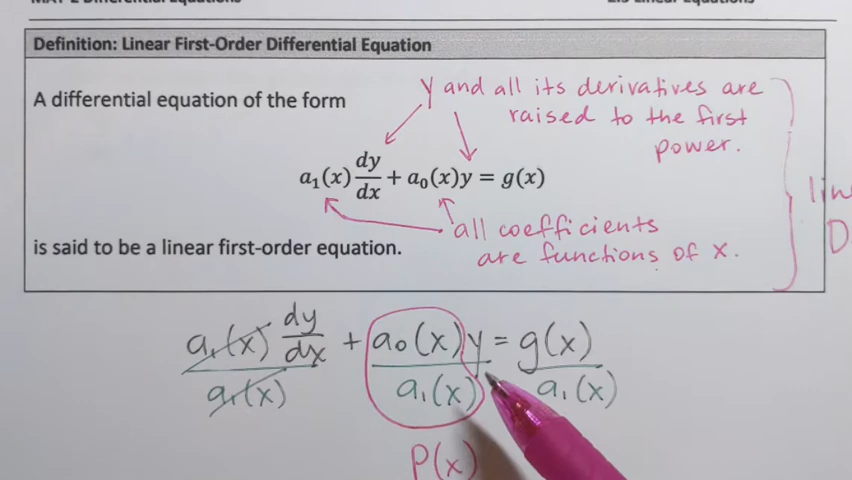 Definition: Linear First-Order Differential Equation
y and all its derivatives are
A differential equation of the form
raised to the first
power.
a₁(x) dy/dx + a₀(x)y = g(x)
all coefficients
is said to be a linear first-order equation.
are functions of x.
a₁(x) dy/dx + a₀(x)y = g(x)
a₁(x) a₁(x) a₁(x)
P(x)